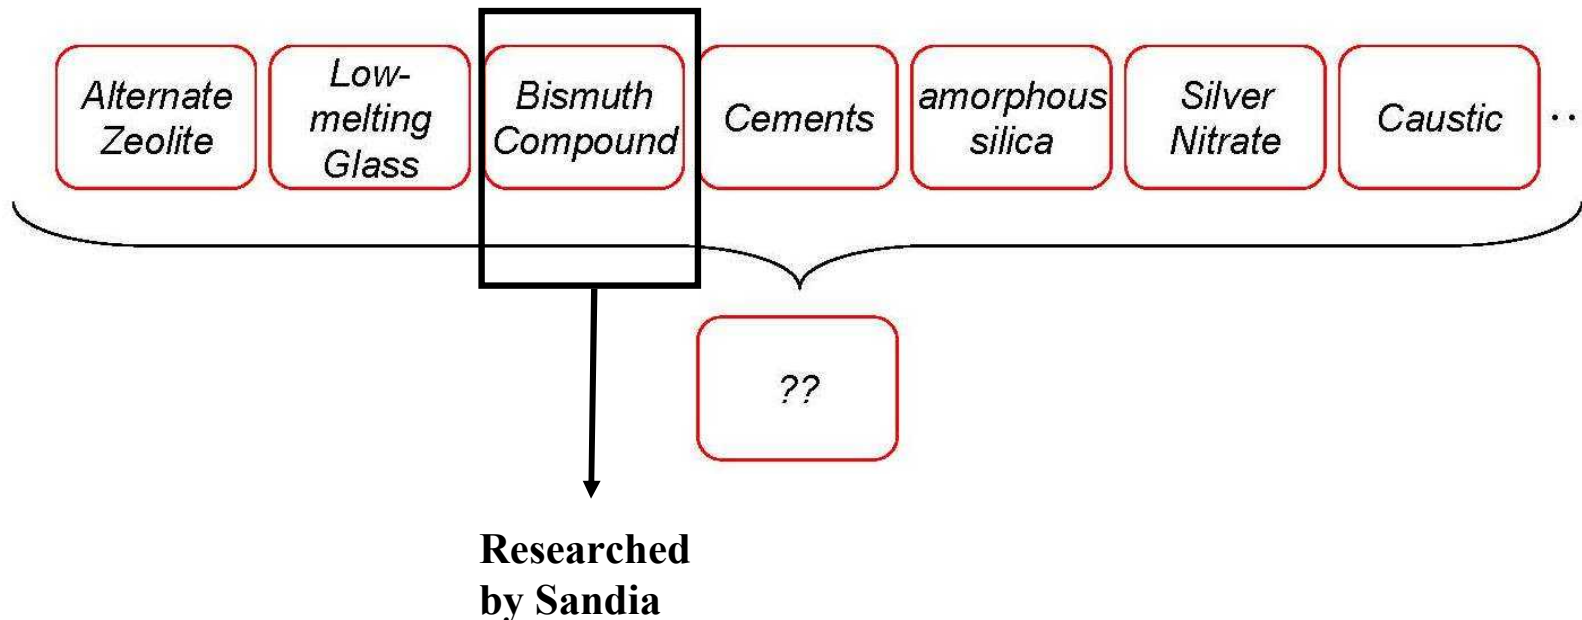 Alternate
Zeolite
Low-
melting
Glass
Bismuth
Compound
Cements
amorphous
silica
Silver
Nitrate
Caustic
..
??
Researched
by Sandia